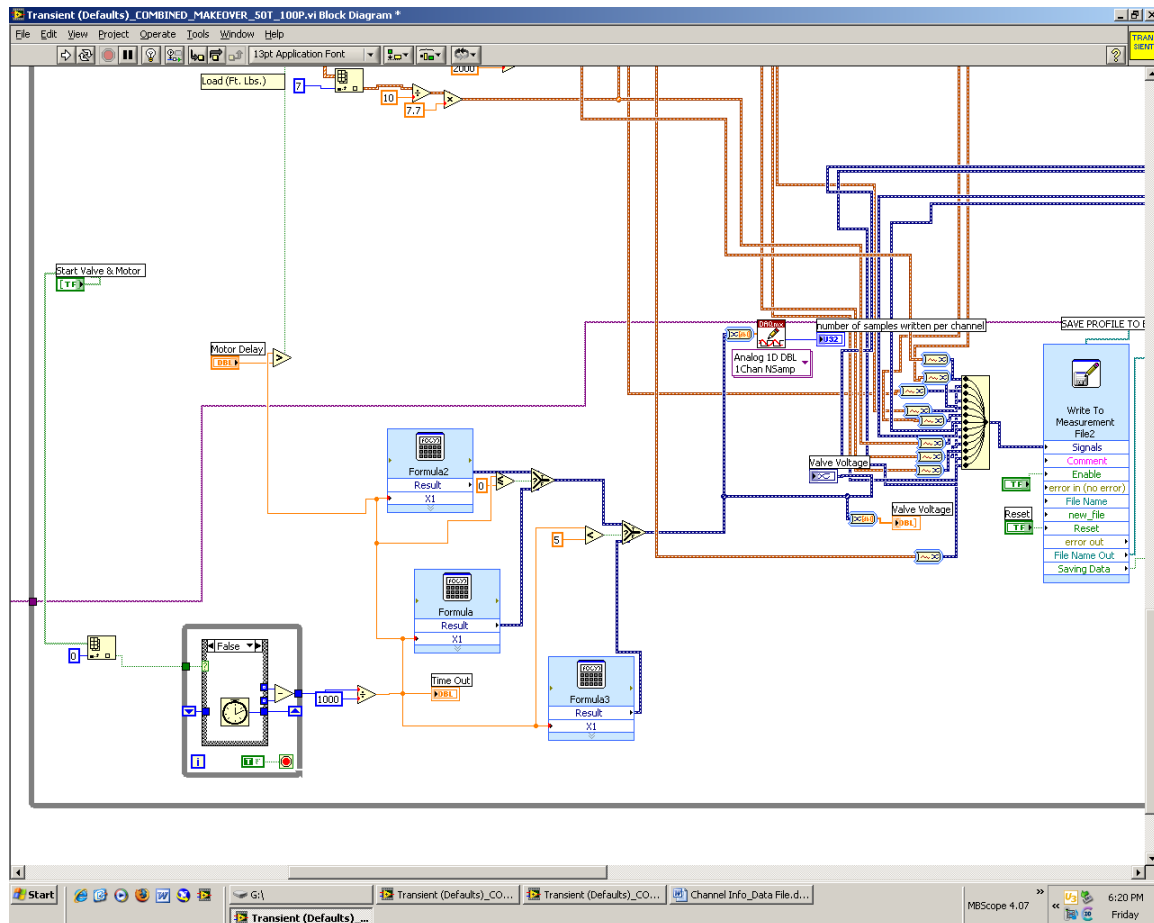 Transient (Defaults)_COMBINED_MAKEOVER_50T_100P.vi Block Diagram *
File Edit View Project Operate Tools Window Help
13pt Application Font
TRAN
SIENT
Load (Ft. Lbs.)
7
10
7.7
2000
Start Valve & Motor
TF
Motor Delay
DBL
>
number of samples written per channel
DAQmx
U32
Analog 1D DBL
1Chan NSamp
SAVE PROFILE TO E
Write To
Measurement
File2
Signals
Comment
Enable
error in (no error)
File Name
new_file
Reset
error out
File Name Out
Saving Data
TF
Reset
TF
Valve Voltage
Valve Voltage
DBL
Formula2
Result
X1
0
5
<
Formula
Result
X1
Formula3
Result
X1
0
False
?
1000
Time Out
DBL
i
T F
Start
G:\
Transient (Defaults)_CO...
Transient (Defaults)_CO...
Channel Info_Data File.d...
Transient (Defaults)_...
MBScope 4.07
6:20 PM
Friday